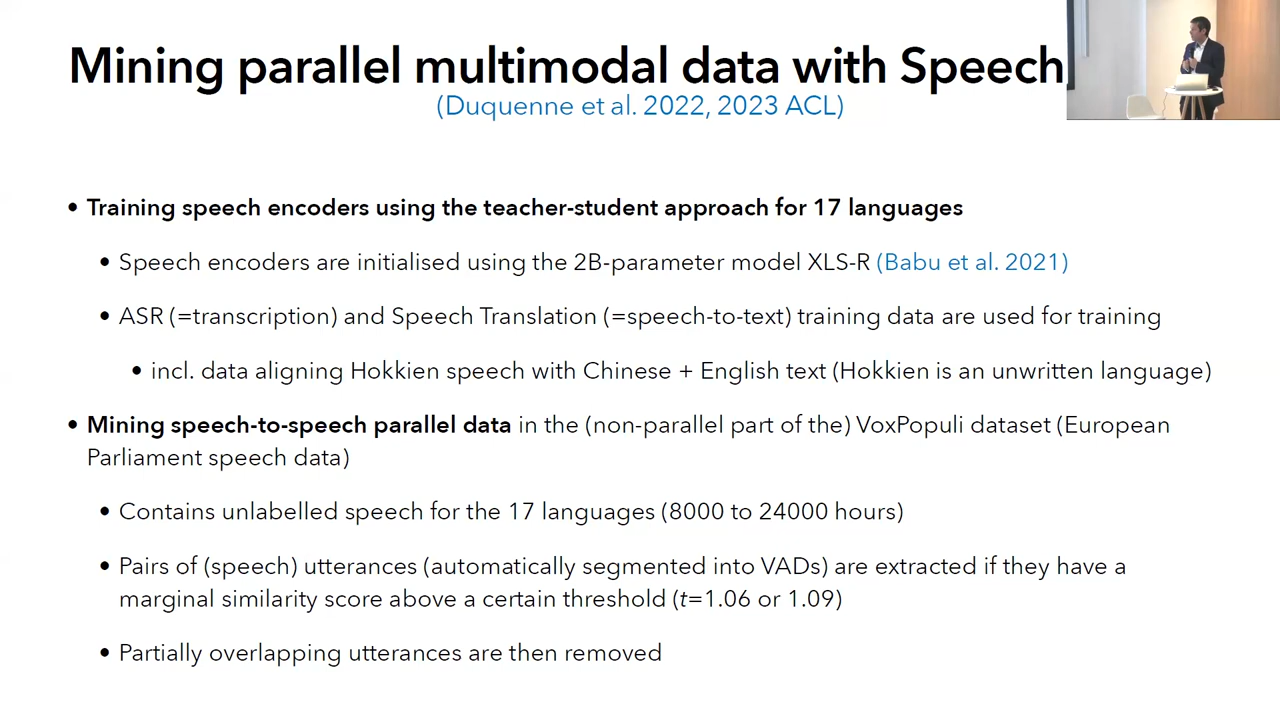 Mining parallel multimodal data with Speech
(Duquenne et al. 2022, 2023 ACL)
• Training speech encoders using the teacher-student approach for 17 languages
• Speech encoders are initialised using the 2B-parameter model XLS-R (Babu et al. 2021)
• ASR (=transcription) and Speech Translation (=speech-to-text) training data are used for training
• incl. data aligning Hokkien speech with Chinese + English text (Hokkien is an unwritten language)
• Mining speech-to-speech parallel data in the (non-parallel part of the) VoxPopuli dataset (European
Parliament speech data)
• Contains unlabelled speech for the 17 languages (8000 to 24000 hours)
• Pairs of (speech) utterances (automatically segmented into VADs) are extracted if they have a
marginal similarity score above a certain threshold (t=1.06 or 1.09)
• Partially overlapping utterances are then removed